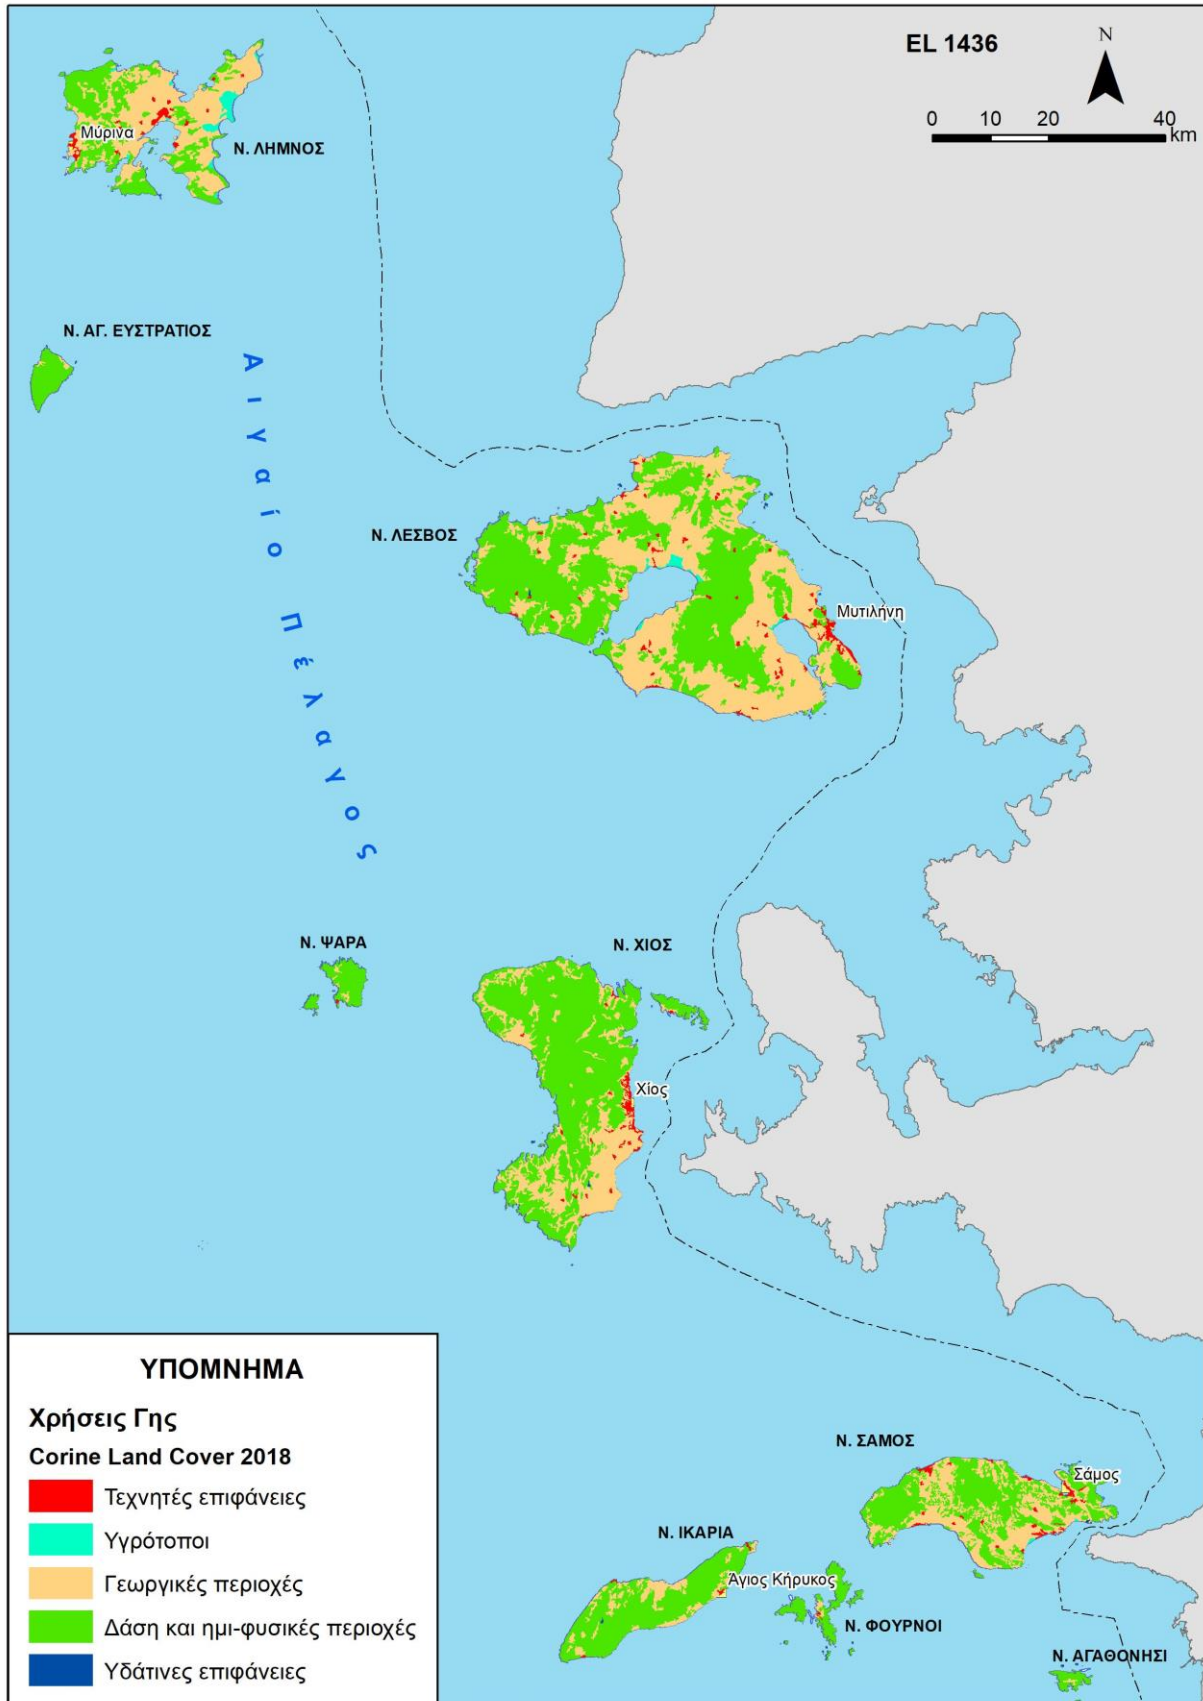 EL 1436
N
0 10 20 40
km
Μύρινα
Ν. ΛΗΜΝΟΣ
Ν. ΑΓ. ΕΥΣΤΡΑΤΙΟΣ
Αιγαίο Πέλαγος
Ν. ΛΕΣΒΟΣ
Μυτιλήνη
Ν. ΨΑΡΑ
Ν. ΧΙΟΣ
Χίος
Ν. ΣΑΜΟΣ
Σάμος
Ν. ΙΚΑΡΙΑ
Άγιος Κήρυκος
Ν. ΦΟΥΡΝΟΙ
Ν. ΑΓΑΘΟΝΗΣΙ
ΥΠΟΜΝΗΜΑ
Χρήσεις Γης
Corine Land Cover 2018
Τεχνητές επιφάνειες
Υγρότοποι
Γεωργικές περιοχές
Δάση και ημι-φυσικές περιοχές
Υδάτινες επιφάνειες